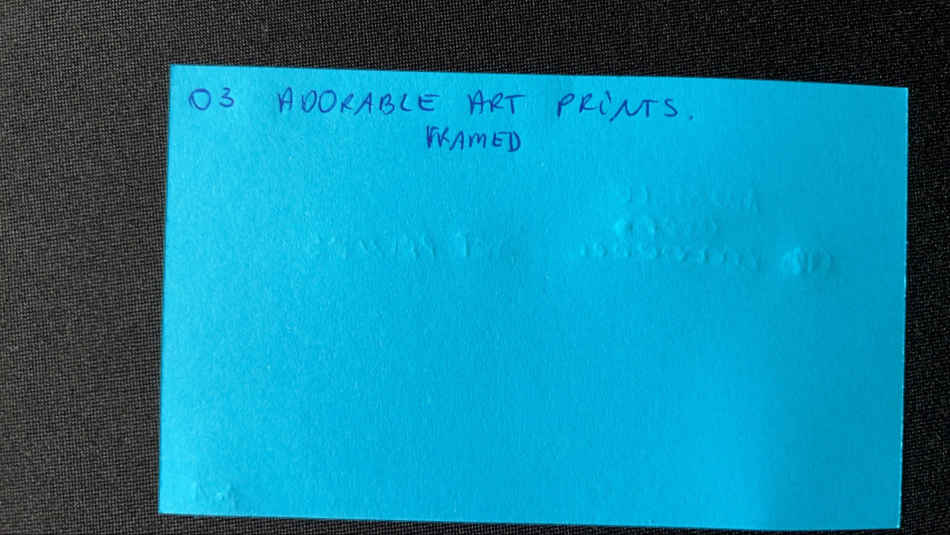 03 ADORABLE ART PRINTS.
FRAMED